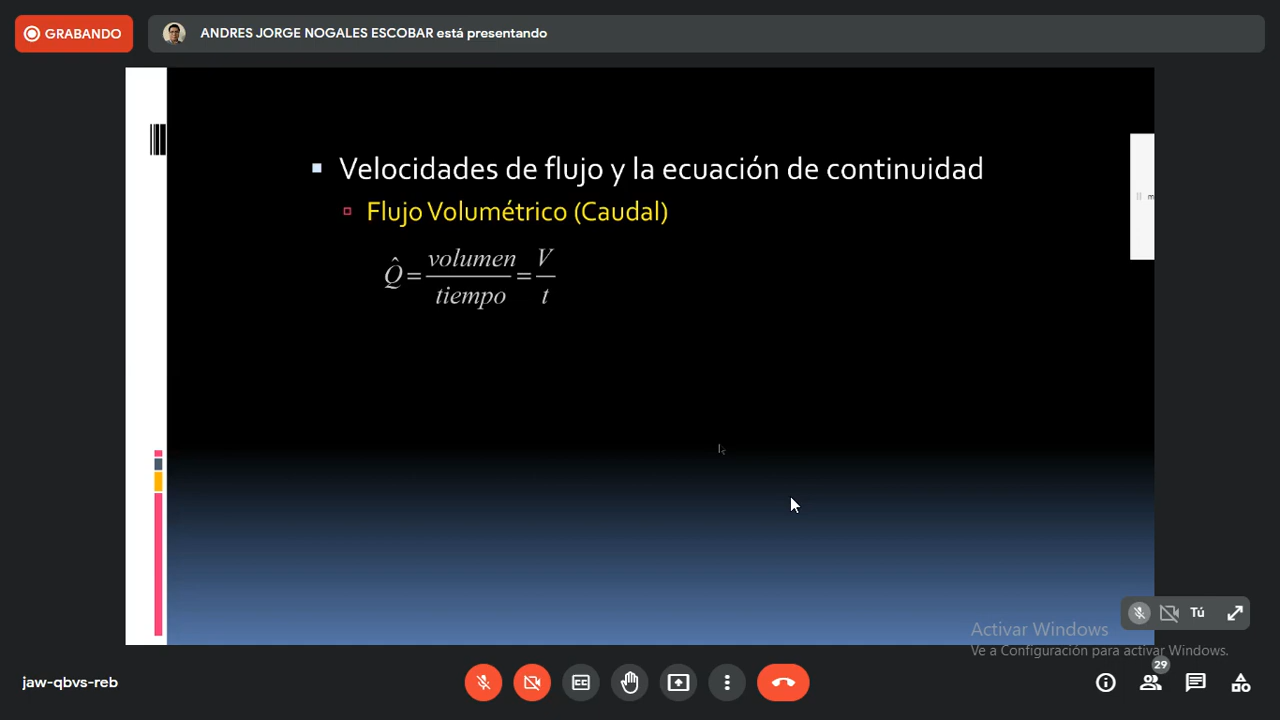 GRABANDO
ANDRES JORGE NOGALES ESCOBAR está presentando
Velocidades de flujo y la ecuación de continuidad
Flujo Volumétrico (Caudal)
Q̂ = volumen / tiempo = V / t
m
Tú
Activar Windows
Ve a Configuración para activar Windows.
jaw-qbvs-reb
CC
29